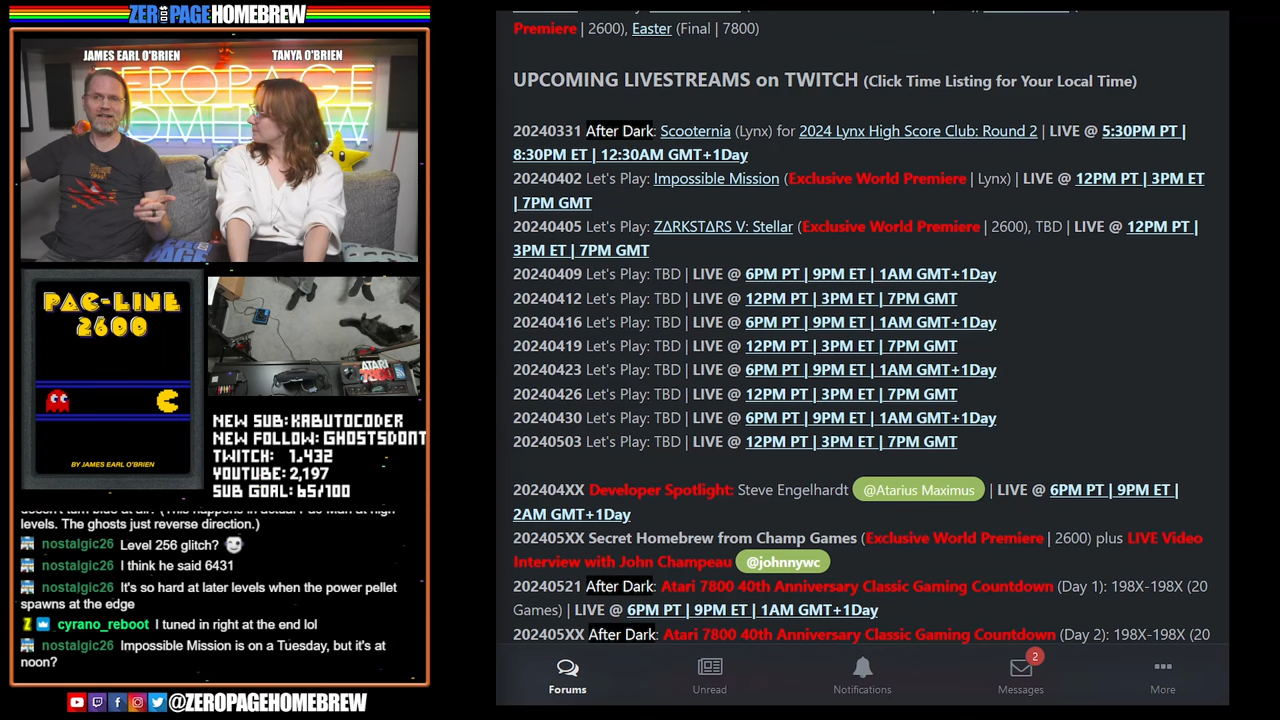 ZEROPAGEHOMEBREW
JAMES EARL O'BRIEN
TANYA O'BRIEN
ZEROPAGE
HOMEBREW
PAC-LINE
2600
BY JAMES EARL O'BRIEN
ATARI
7800
NEW SUB: KABUTOCODER
NEW FOLLOW: GHOSTSDONT
TWITCH: 1,432
YOUTUBE: 2,197
SUB GOAL: 65/100
levels. The ghosts just reverse direction.)
nostalgic26 Level 256 glitch?
nostalgic26 I think he said 6431
nostalgic26 It's so hard at later levels when the power pellet
spawns at the edge
cyrano_reboot I tuned in right at the end lol
nostalgic26 Impossible Mission is on a Tuesday, but it's at
noon?
@ZEROPAGEHOMEBREW
Premiere | 2600), Easter (Final | 7800)
UPCOMING LIVESTREAMS on TWITCH (Click Time Listing for Your Local Time)
20240331 After Dark: Scooternia (Lynx) for 2024 Lynx High Score Club: Round 2 | LIVE @ 5:30PM PT |
8:30PM ET | 12:30AM GMT+1Day
20240402 Let's Play: Impossible Mission (Exclusive World Premiere | Lynx) | LIVE @ 12PM PT | 3PM ET
| 7PM GMT
20240405 Let's Play: ZΔRKSTΔRS V: Stellar (Exclusive World Premiere | 2600), TBD | LIVE @ 12PM PT |
3PM ET | 7PM GMT
20240409 Let's Play: TBD | LIVE @ 6PM PT | 9PM ET | 1AM GMT+1Day
20240412 Let's Play: TBD | LIVE @ 12PM PT | 3PM ET | 7PM GMT
20240416 Let's Play: TBD | LIVE @ 6PM PT | 9PM ET | 1AM GMT+1Day
20240419 Let's Play: TBD | LIVE @ 12PM PT | 3PM ET | 7PM GMT
20240423 Let's Play: TBD | LIVE @ 6PM PT | 9PM ET | 1AM GMT+1Day
20240426 Let's Play: TBD | LIVE @ 12PM PT | 3PM ET | 7PM GMT
20240430 Let's Play: TBD | LIVE @ 6PM PT | 9PM ET | 1AM GMT+1Day
20240503 Let's Play: TBD | LIVE @ 12PM PT | 3PM ET | 7PM GMT
202404XX Developer Spotlight: Steve Engelhardt @Atarius Maximus | LIVE @ 6PM PT | 9PM ET |
2AM GMT+1Day
202405XX Secret Homebrew from Champ Games (Exclusive World Premiere | 2600) plus LIVE Video
Interview with John Champeau @johnnywc
20240521 After Dark: Atari 7800 40th Anniversary Classic Gaming Countdown (Day 1): 198X-198X (20
Games) | LIVE @ 6PM PT | 9PM ET | 1AM GMT+1Day
202405XX After Dark: Atari 7800 40th Anniversary Classic Gaming Countdown (Day 2): 198X-198X (20
2
Forums
Unread
Notifications
Messages
More